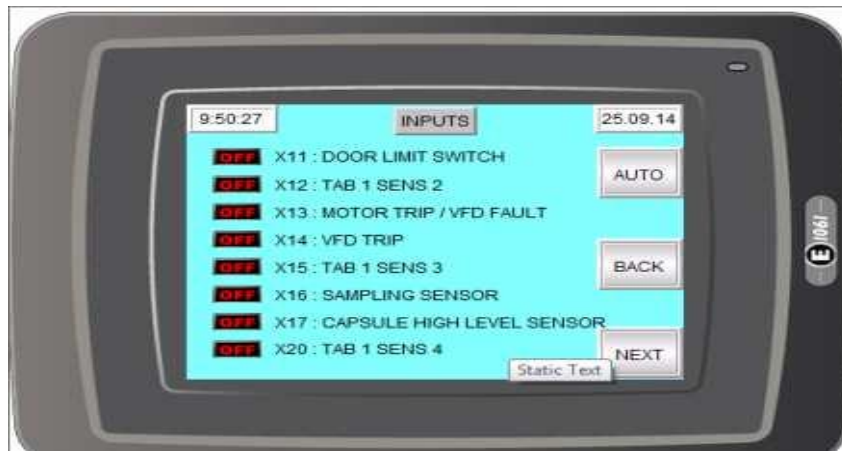 9:50:27 INPUTS 25.09.14
OFF X11 : DOOR LIMIT SWITCH
AUTO
OFF X12 : TAB 1 SENS 2
OFF X13 : MOTOR TRIP / VFD FAULT
OFF X14 : VFD TRIP
OFF X15 : TAB 1 SENS 3
BACK
OFF X16 : SAMPLING SENSOR
OFF X17 : CAPSULE HIGH LEVEL SENSOR
OFF X20 : TAB 1 SENS 4
NEXT
Static Text
E 1061